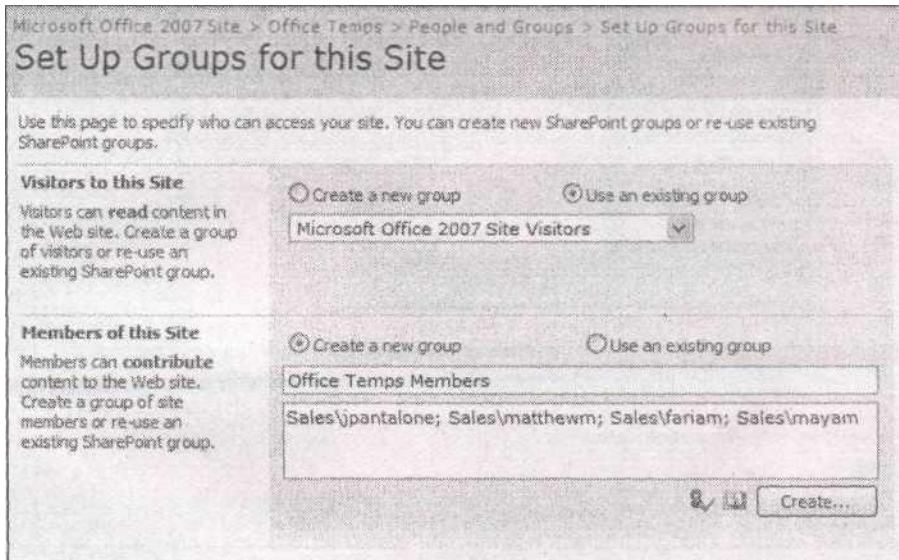 Microsoft Office 2007 Site > Office Temps > People and Groups > Set Up Groups for this Site
Set Up Groups for this Site
Use this page to specify who can access your site. You can create new SharePoint groups or re-use existing
SharePoint groups.
Visitors to this Site
Visitors can read content in
the Web site. Create a group
of visitors or re-use an
existing SharePoint group.
Create a new group
Use an existing group
Microsoft Office 2007 Site Visitors
Members of this Site
Members can contribute
content to the Web site.
Create a group of site
members or re-use an
existing SharePoint group.
Create a new group
Use an existing group
Office Temps Members
Sales\jpantalone; Sales\matthewm; Sales\fariam; Sales\mayam
Create...